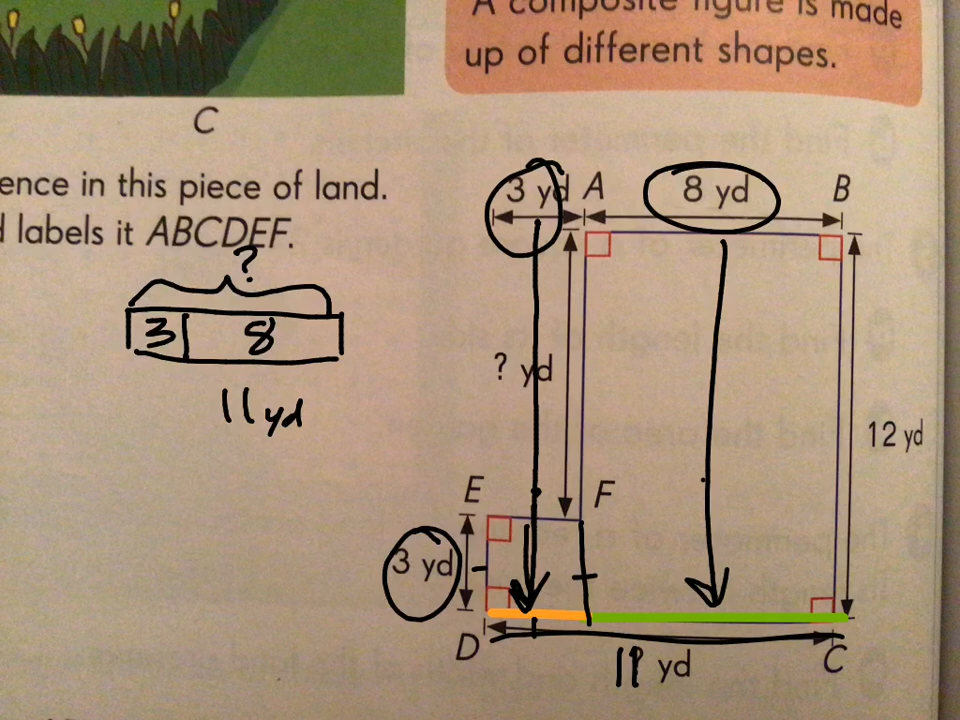 A composite figure is made
up of different shapes.
C
ence in this piece of land.
d labels it ABCDEF.
?
3 8
11 yd
3 yd A 8 yd B
? yd
12 yd
E F
3 yd
D C
11 yd